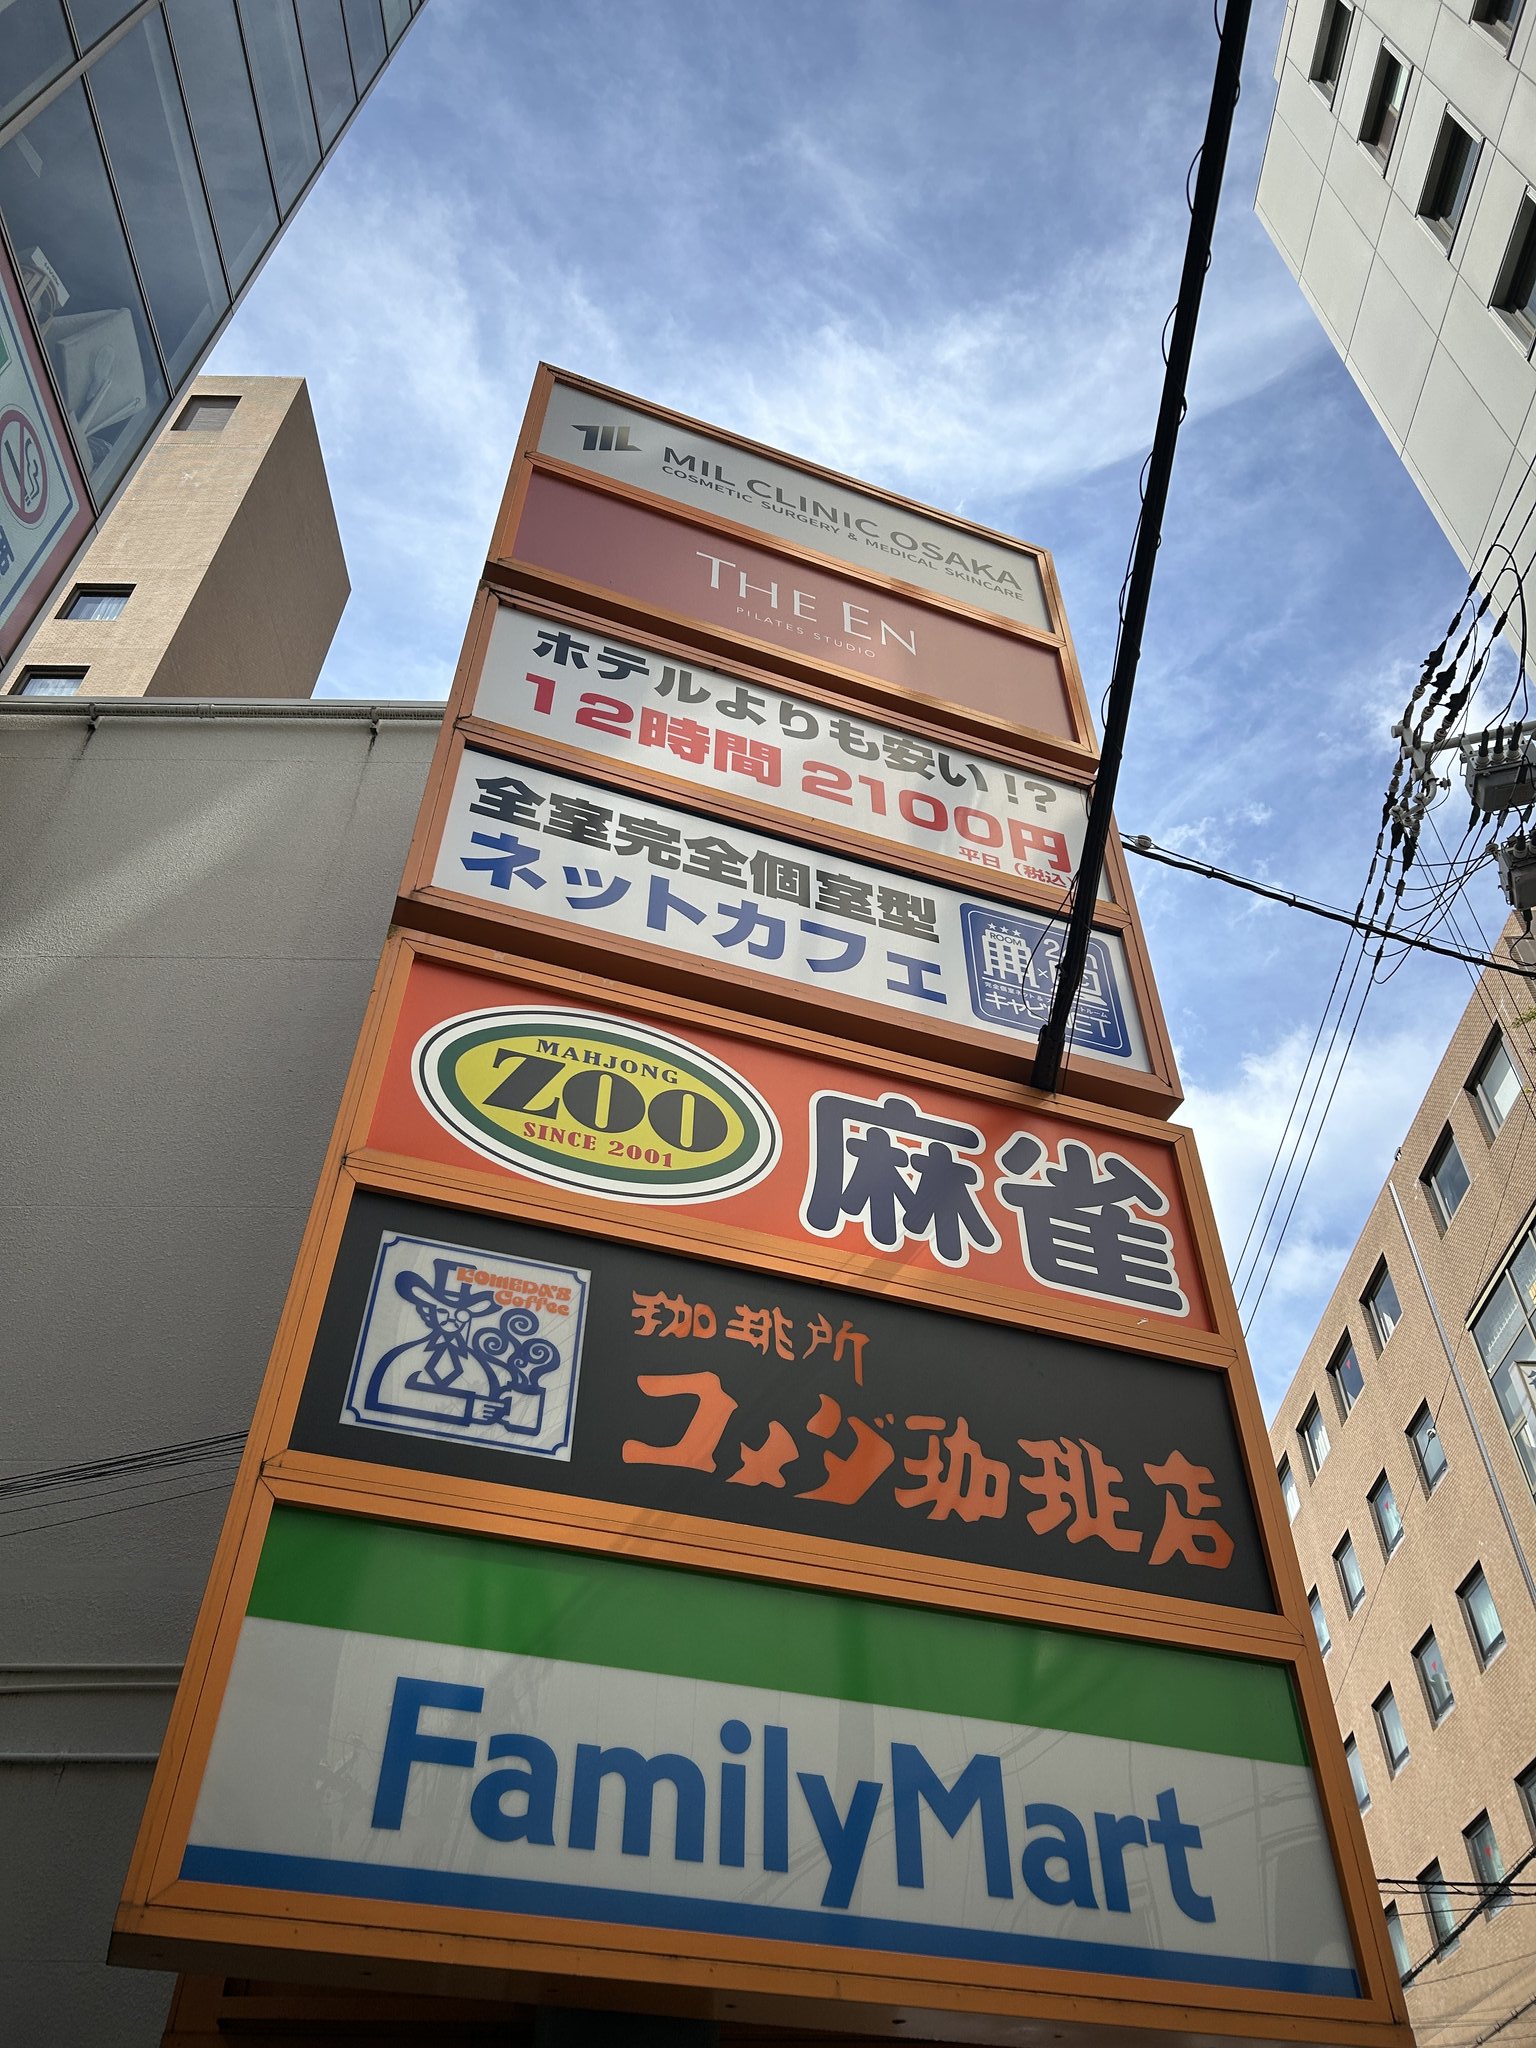 MIL CLINIC OSAKA
COSMETIC SURGERY & MEDICAL SKINCARE
THE EN
PILATES STUDIO
ホテルよりも安い!?
12時間 2100円
平日(税込)
全室完全個室型
ネットカフェ
ROOM
MAHJONG
ZOO
SINCE 2001
麻雀
KOMEDA'S
Coffee
珈琲所
コメダ珈琲店
FamilyMart